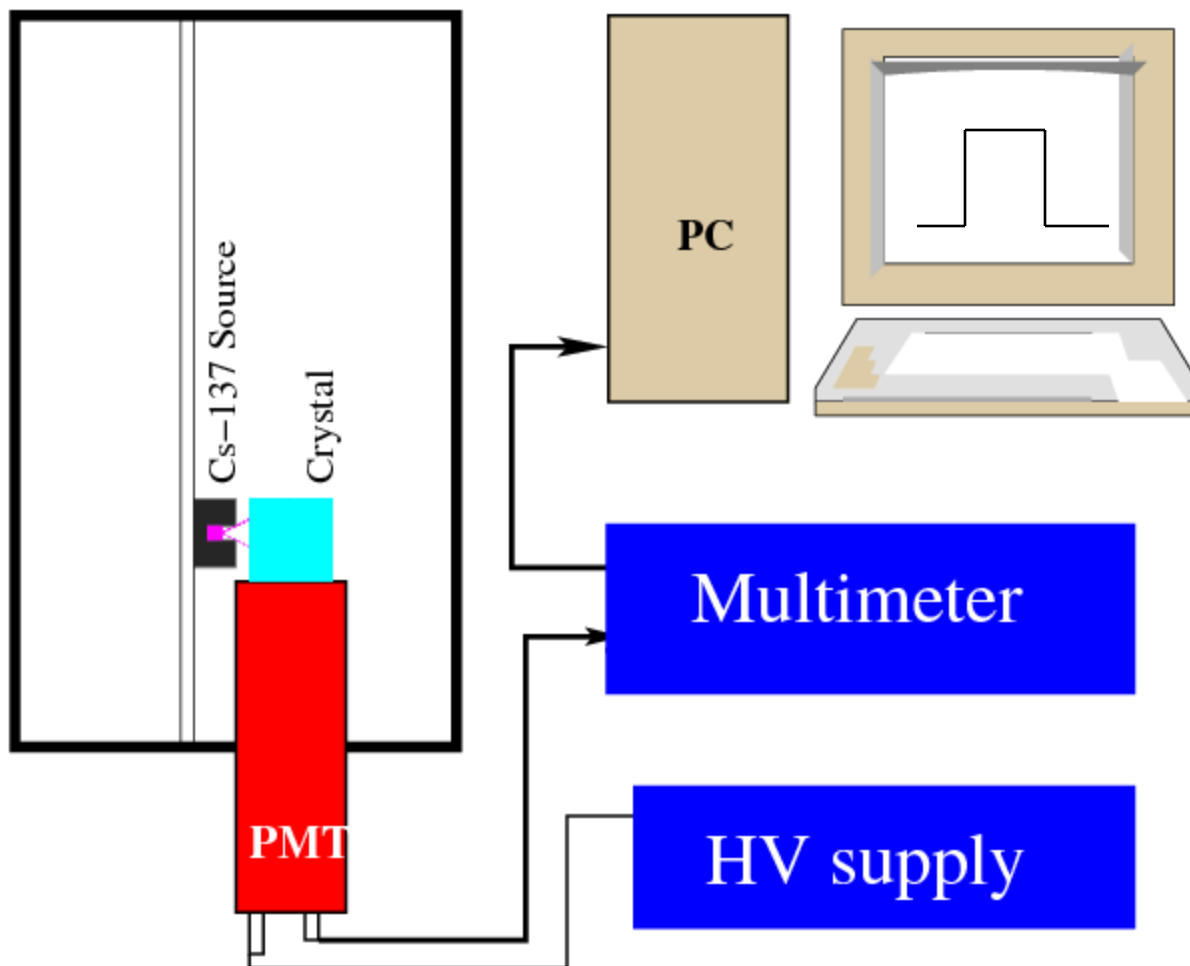 Cs−137 Source
Crystal
PMT
PC
Multimeter
HV supply